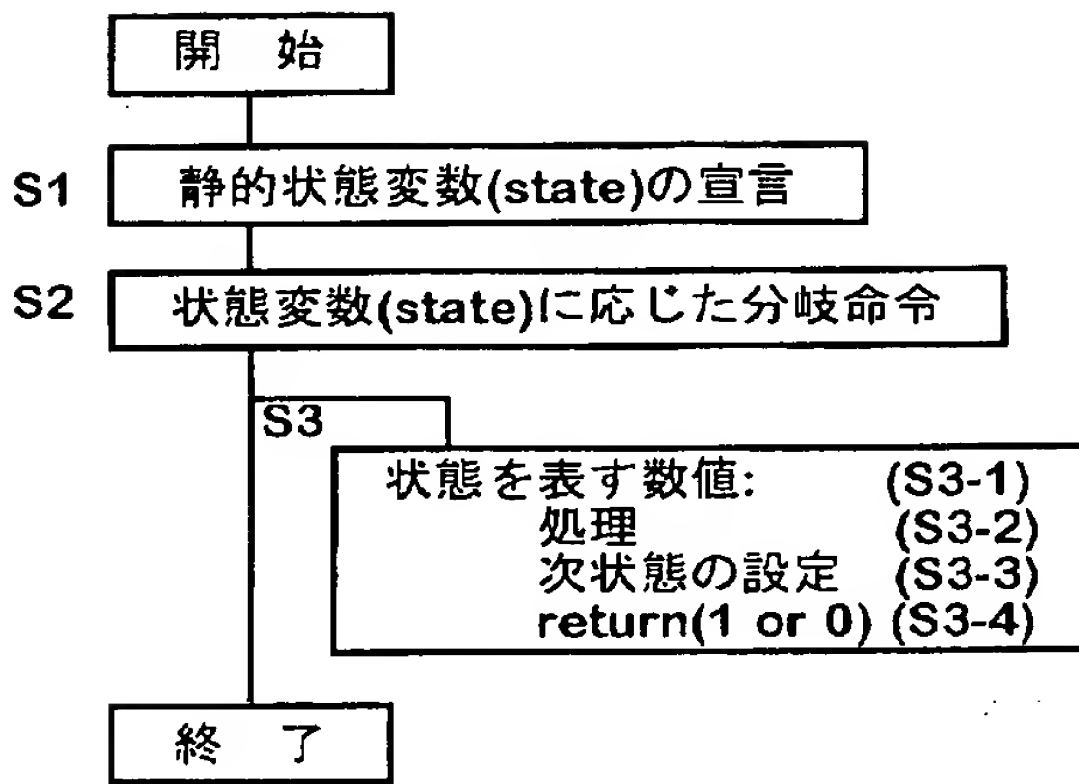 開　始
S1 静的状態変数(state)の宣言
S2 状態変数(state)に応じた分岐命令
S3
状態を表す数値: (S3-1)
処理 (S3-2)
次状態の設定 (S3-3)
return(1 or 0) (S3-4)
終　了